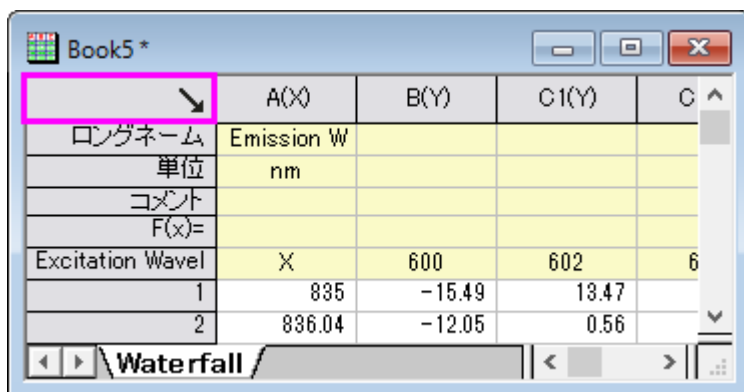 Book5 *
A(X) B(Y) C1(Y) C
ロングネーム Emission W
単位 nm
コメント
F(x)=
Excitation Wavel X 600 602 6
1 835 -15.49 13.47
2 836.04 -12.05 0.56
Waterfall